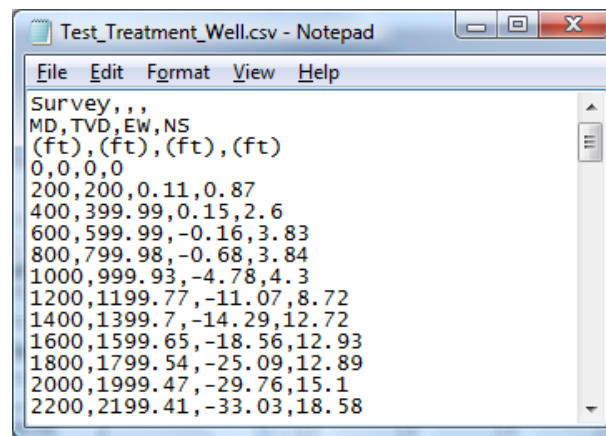 Test_Treatment_Well.csv - Notepad
File Edit Format View Help
Survey,,,
MD,TVD,EW,NS
(ft),(ft),(ft),(ft)
0,0,0,0
200,200,0.11,0.87
400,399.99,0.15,2.6
600,599.99,-0.16,3.83
800,799.98,-0.68,3.84
1000,999.93,-4.78,4.3
1200,1199.77,-11.07,8.72
1400,1399.7,-14.29,12.72
1600,1599.65,-18.56,12.93
1800,1799.54,-25.09,12.89
2000,1999.47,-29.76,15.1
2200,2199.41,-33.03,18.58